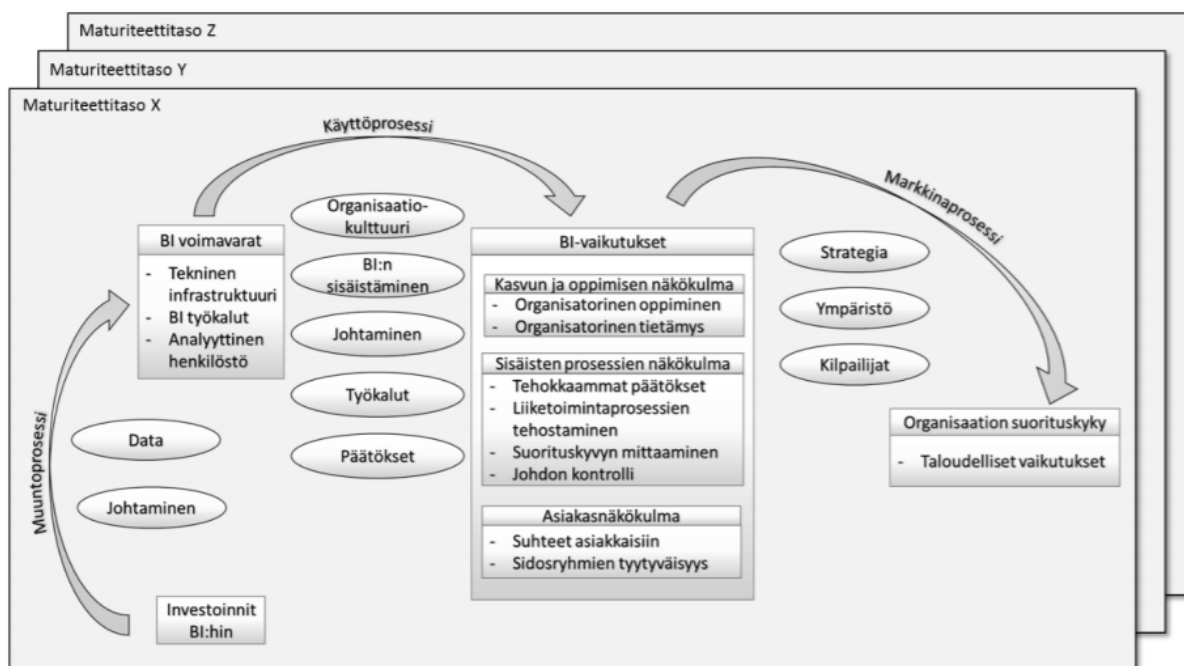 Maturiteettitaso Z
Maturiteettitaso Y
Maturiteettitaso X
Käyttöprosessi
Markkinaprosessi
Muuntoprosessi
BI voimavarat
- Tekninen
infrastruktuuri
- BI työkalut
- Analyyttinen
henkilöstö
Data
Johtaminen
Investoinnit
BI:hin
Organisaatio-
kulttuuri
BI:n
sisäistäminen
Johtaminen
Työkalut
Päätökset
BI-vaikutukset
Kasvun ja oppimisen näkökulma
- Organisatorinen oppiminen
- Organisatorinen tietämys
Sisäisten prosessien näkökulma
- Tehokkaammat päätökset
- Liiketoimintaprosessien
tehostaminen
- Suorituskyvyn mittaaminen
- Johdon kontrolli
Asiakasnäkökulma
- Suhteet asiakkaisiin
- Sidosryhmien tyytyväisyys
Strategia
Ympäristö
Kilpailijat
Organisaation suorituskyky
- Taloudelliset vaikutukset